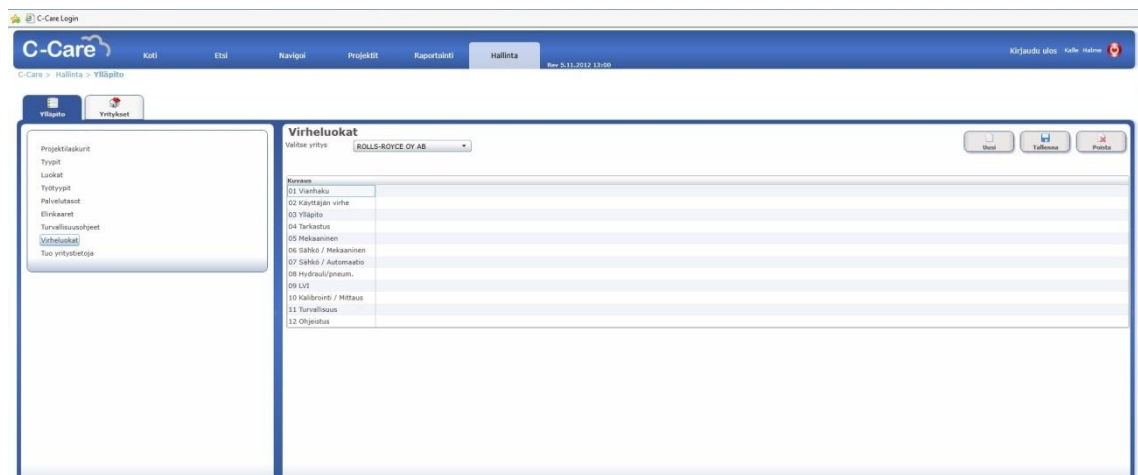 C-Care Login
C-Care
Koti Etsi Navigoi Projektit Raportointi Hallinta Rev 5.11.2012 13:00 Kirjaudu ulos Kalle Halme
C-Care > Hallinta > Ylläpito
Ylläpito Yritykset
Projektilaskurit
Tyypit
Luokat
Työtyypit
Palvelutasot
Elinkaaret
Turvallisuusohjeet
Virheluokat
Tuo yritystietoja
Virheluokat
Valitse yritys ROLLS-ROYCE OY AB
Uusi Tallenna Poista
Kuvaus
01 Vianhaku
02 Käyttäjän virhe
03 Ylläpito
04 Tarkastus
05 Mekaaninen
06 Sähkö / Mekaaninen
07 Sähkö / Automaatio
08 Hydrauli/pneum.
09 LVI
10 Kalibrointi / Mittaus
11 Turvallisuus
12 Ohjeistus